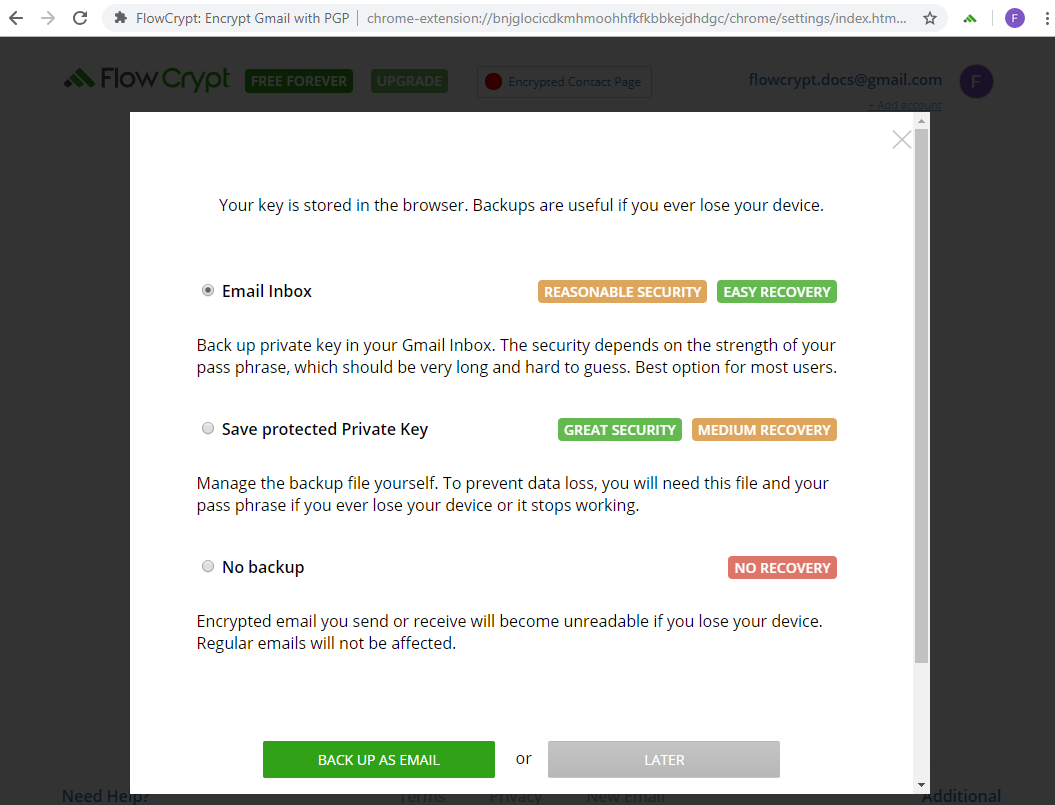 FlowCrypt: Encrypt Gmail with PGP | chrome-extension://bnjglocicdkmhmoohhfkfkbbkejdhdgc/chrome/settings/index.htm... F
FlowCrypt FREE FOREVER UPGRADE Encrypted Contact Page flowcrypt.docs@gmail.com F
+ Add account
Your key is stored in the browser. Backups are useful if you ever lose your device.
Email Inbox REASONABLE SECURITY EASY RECOVERY
Back up private key in your Gmail Inbox. The security depends on the strength of your
pass phrase, which should be very long and hard to guess. Best option for most users.
Save protected Private Key GREAT SECURITY MEDIUM RECOVERY
Manage the backup file yourself. To prevent data loss, you will need this file and your
pass phrase if you ever lose your device or it stops working.
No backup NO RECOVERY
Encrypted email you send or receive will become unreadable if you lose your device.
Regular emails will not be affected.
BACK UP AS EMAIL or LATER
Need Help? Terms Privacy New Email Additional